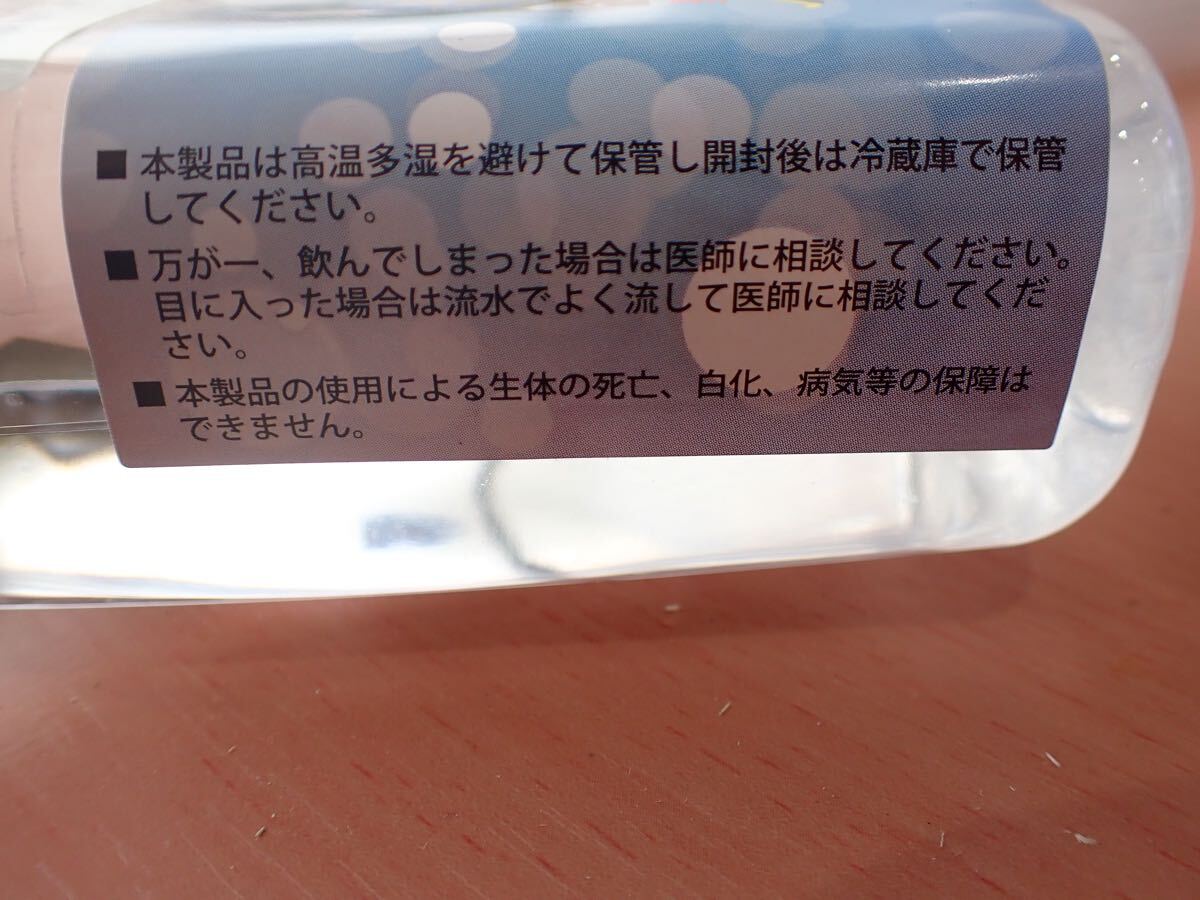 ■ 本製品は高温多湿を避けて保管し開封後は冷蔵庫で保管
してください。
■ 万が一、飲んでしまった場合は医師に相談してください。
目に入った場合は流水でよく流して医師に相談してくだ
さい。
■ 本製品の使用による生体の死亡、白化、病気等の保障は
できません。